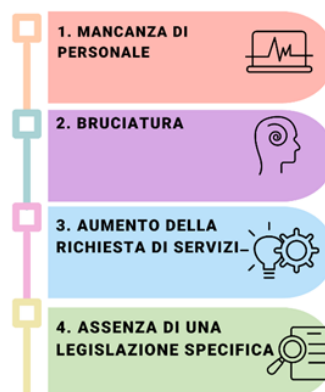 1. MANCANZA DI
PERSONALE
2. BRUCIATURA
3. AUMENTO DELLA
RICHIESTA DI SERVIZI
4. ASSENZA DI UNA
LEGISLAZIONE SPECIFICA